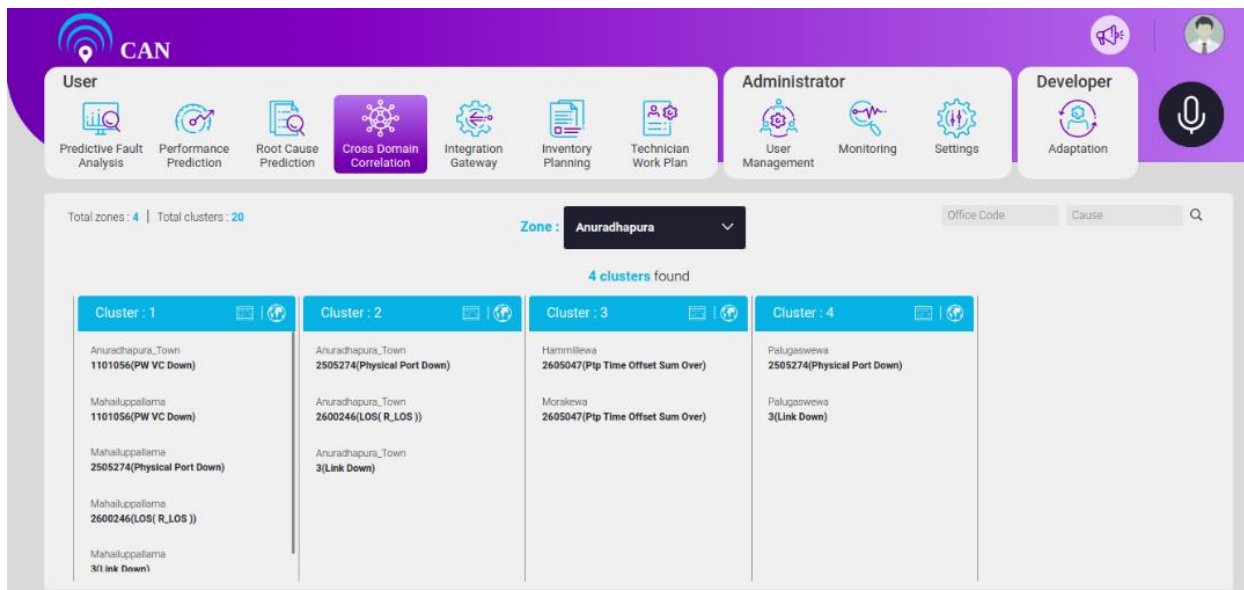 CAN
User
Administrator
Developer
Predictive Fault
Analysis
Performance
Prediction
Root Cause
Prediction
Cross Domain
Correlation
Integration
Gateway
Inventory
Planning
Technician
Work Plan
User
Management
Monitoring
Settings
Adaptation
Total zones : 4 | Total clusters : 20
Zone : Anuradhapura
Office Code
Cause
4 clusters found
Cluster : 1
Anuradhapura_Town
1101056(PW VC Down)
Mahailuppallama
1101056(PW VC Down)
Mahailuppallama
2505274(Physical Port Down)
Mahailuppallama
2600246(LOS( R_LOS ))
Mahailuppallama
3(Link Down)
Cluster : 2
Anuradhapura_Town
2505274(Physical Port Down)
Anuradhapura_Town
2600246(LOS( R_LOS ))
Anuradhapura_Town
3(Link Down)
Cluster : 3
Hammillewa
2605047(Ptp Time Offset Sum Over)
Morakewa
2605047(Ptp Time Offset Sum Over)
Cluster : 4
Palugaswewa
2505274(Physical Port Down)
Palugaswewa
3(Link Down)